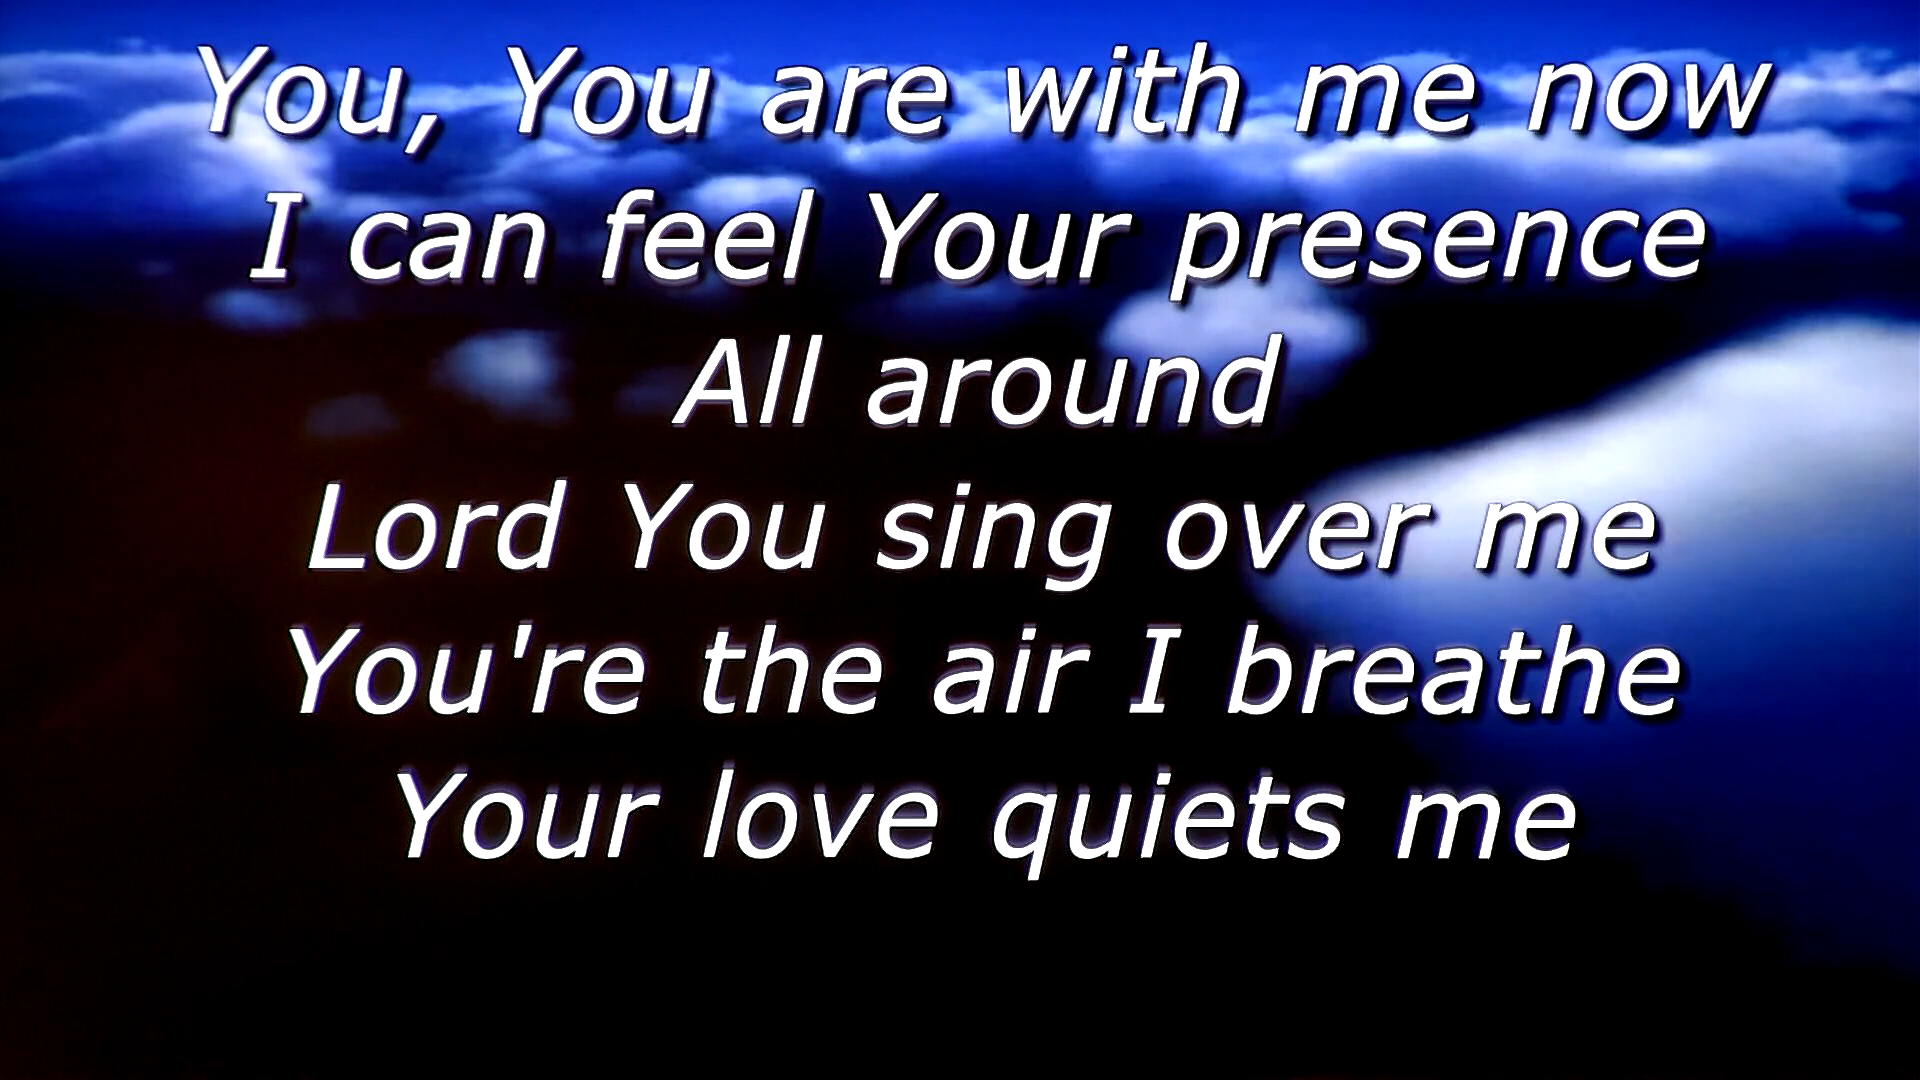 You, You are with me now
I can feel Your presence
All around
Lord You sing over me
You're the air I breathe
Your love quiets me